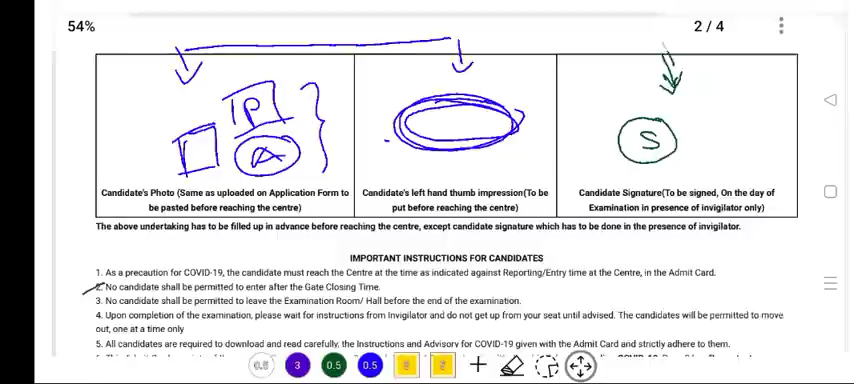 54%
2 / 4
P
A
S
Candidate's Photo (Same as uploaded on Application Form to
be pasted before reaching the centre)
Candidate's left hand thumb impression(To be
put before reaching the centre)
Candidate Signature(To be signed, On the day of
Examination in presence of invigilator only)
The above undertaking has to be filled up in advance before reaching the centre, except candidate signature which has to be done in the presence of invigilator.
IMPORTANT INSTRUCTIONS FOR CANDIDATES
1. As a precaution for COVID-19, the candidate must reach the Centre at the time as indicated against Reporting/Entry time at the Centre, in the Admit Card.
2. No candidate shall be permitted to enter after the Gate Closing Time.
3. No candidate shall be permitted to leave the Examination Room/ Hall before the end of the examination.
4. Upon completion of the examination, please wait for instructions from Invigilator and do not get up from your seat until advised. The candidates will be permitted to move
out, one at a time only
5. All candidates are required to download and read carefully, the Instructions and Advisory for COVID-19 given with the Admit Card and strictly adhere to them.
0.5 3 0.5 0.5